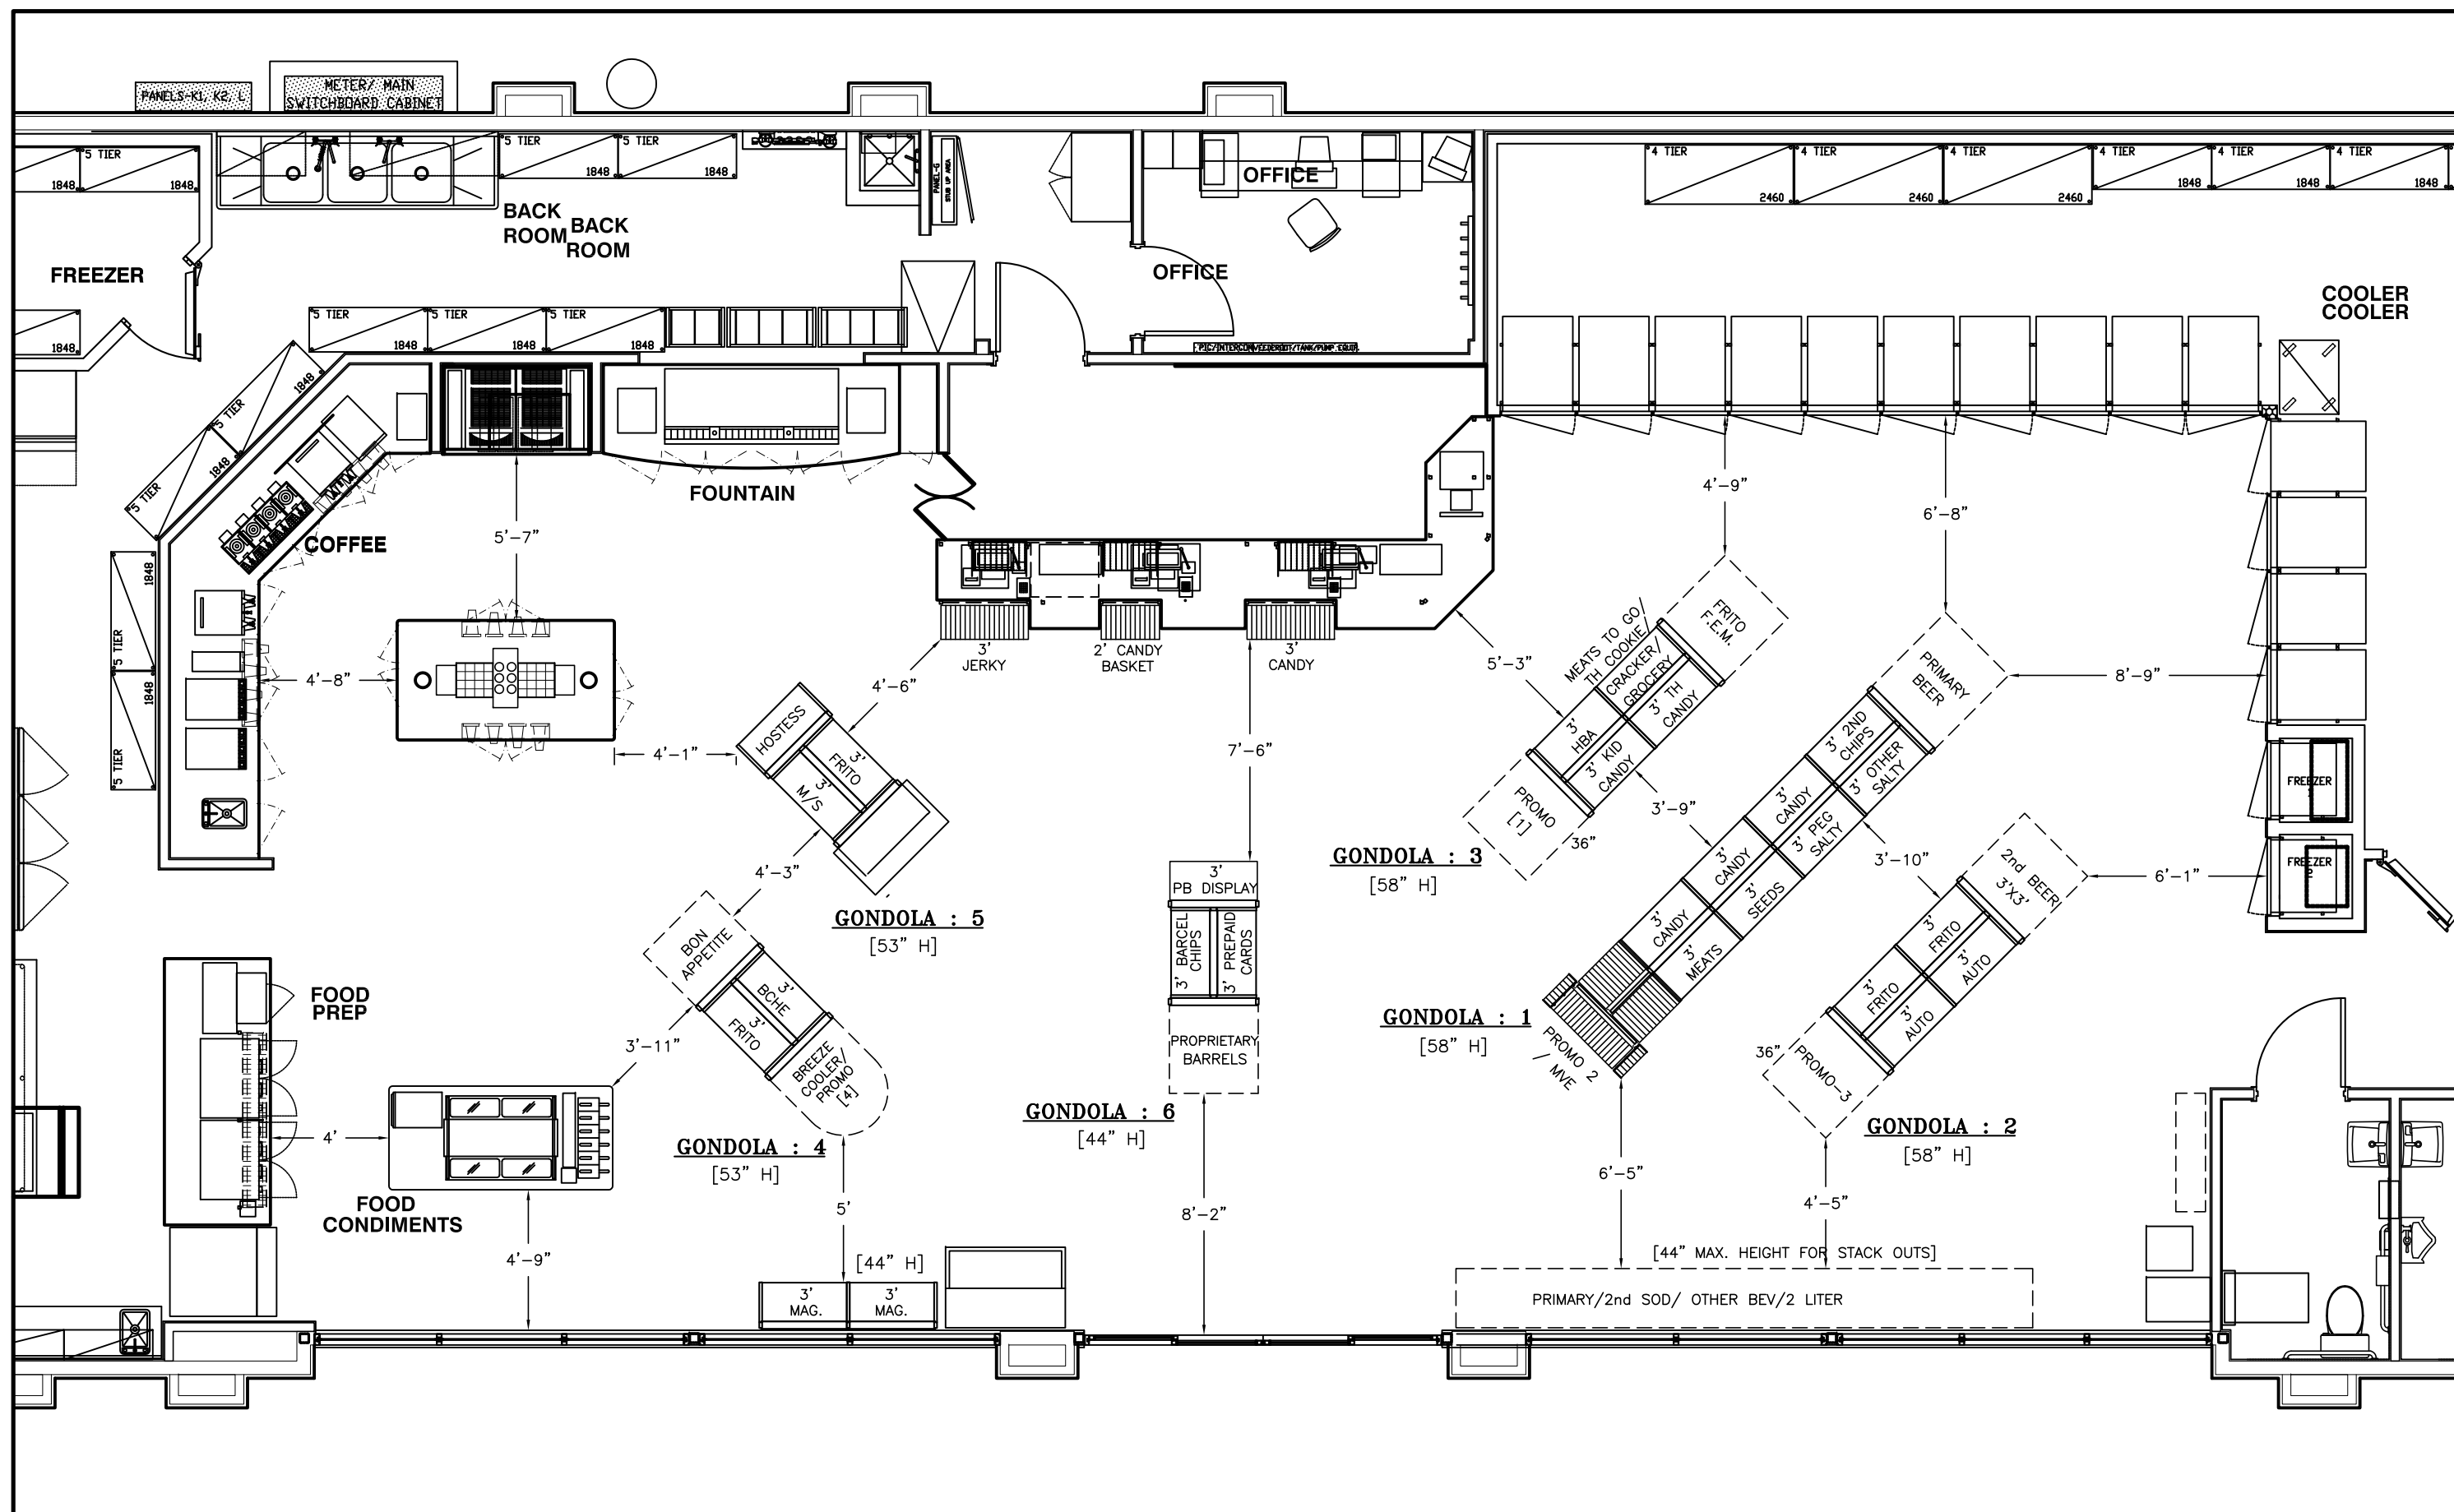 PANELS-K1, K2, L
METER/ MAIN
SWITCHBOARD CABINET
5 TIER
1848
1848
5 TIER
1848
5 TIER
1848
PANEL-G
STUB UP AREA
OFFICE
4 TIER
2460
4 TIER
2460
4 TIER
2460
4 TIER
1848
4 TIER
1848
4 TIER
1848
BACK
ROOM
BACK
ROOM
FREEZER
1848
OFFICE
COOLER
COOLER
5 TIER
1848
5 TIER
1848
5 TIER
1848
5 TIER
1848
5 TIER
1848
5 TIER
1848
5 TIER
1848
FOUNTAIN
COFFEE
5'-7"
4'-9"
6'-8"
4'-8"
3'
JERKY
2' CANDY
BASKET
3'
CANDY
5'-3"
4'-6"
4'-1"
7'-6"
8'-9"
FRITO
F.E.M.
MEATS TO GO/
TH COOKIE/
CRACKER/
GROCERY
3' TH
CANDY
3'
HBA
3' KID
CANDY
PROMO
[1]
36"
GONDOLA : 3
[58" H]
3'-9"
PRIMARY
BEER
3' 2ND
CHIPS
3' OTHER
SALTY
3'
CANDY
3' PEG
SALTY
3'
CANDY
3'
SEEDS
3'
CANDY
3'
MEATS
PROMO 2
/ MVE
GONDOLA : 1
[58" H]
3'-10"
6'-1"
FREEZER
FREEZER
2nd BEER
3'X3'
3'
FRITO
3'
AUTO
3'
FRITO
3'
AUTO
36"
PROMO-3
GONDOLA : 2
[58" H]
HOSTESS
3'
FRITO
3'
M/S
GONDOLA : 5
[53" H]
4'-3"
BON
APPETITE
3'
BCHE
3'
FRITO
BREEZE
COOLER/
PROMO
[4]
GONDOLA : 4
[53" H]
3'-11"
3'
PB DISPLAY
3' BARCEL
CHIPS
3' PREPAID
CARDS
PROPRIETARY
BARRELS
GONDOLA : 6
[44" H]
FOOD
PREP
4'
FOOD
CONDIMENTS
4'-9"
5'
8'-2"
6'-5"
4'-5"
[44" H]
3'
MAG.
3'
MAG.
[44" MAX. HEIGHT FOR STACK OUTS]
PRIMARY/2nd SOD/ OTHER BEV/2 LITER